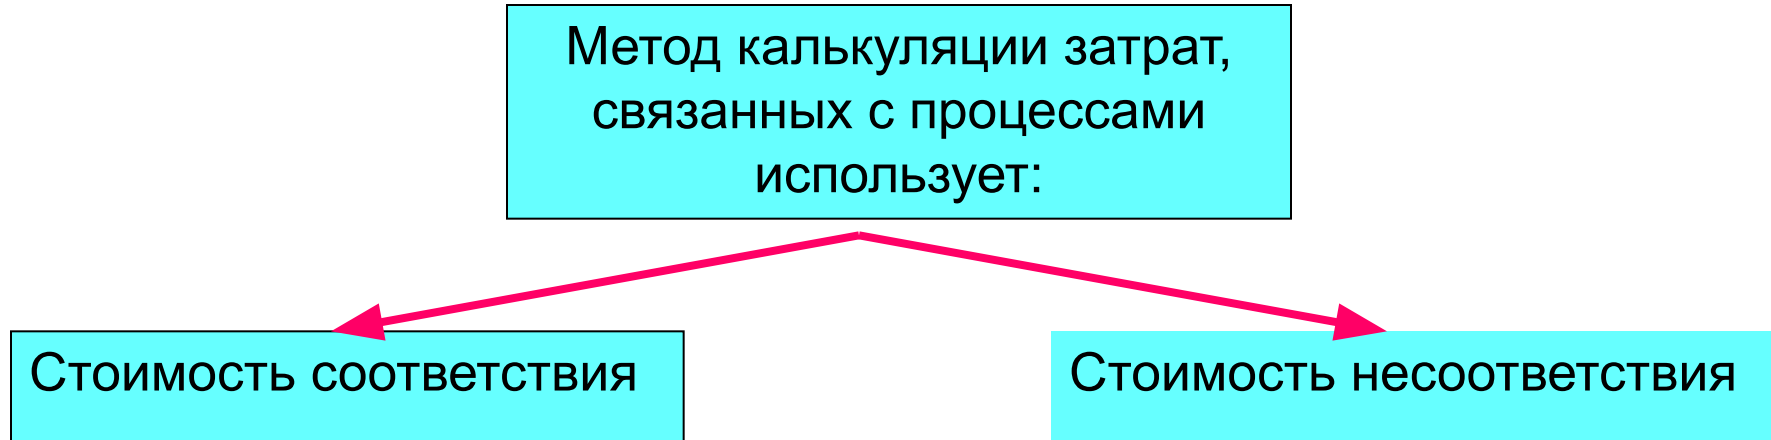 Метод калькуляции затрат,
связанных с процессами
использует:
Стоимость соответствия
Стоимость несоответствия